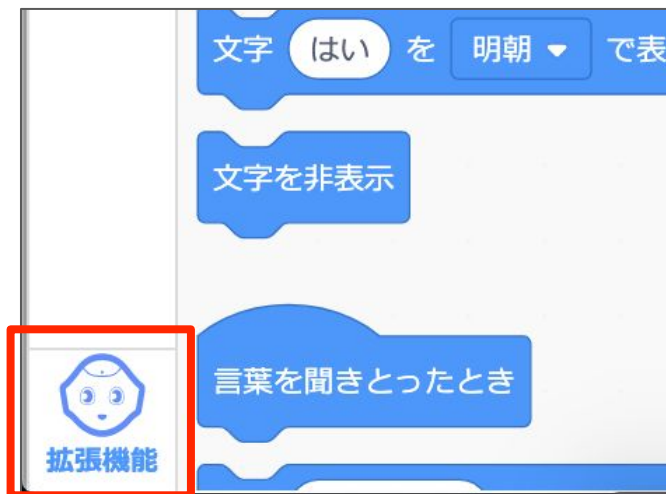 文字 はい を 明朝 で表
文字を非表示
言葉を聞きとったとき
拡張機能